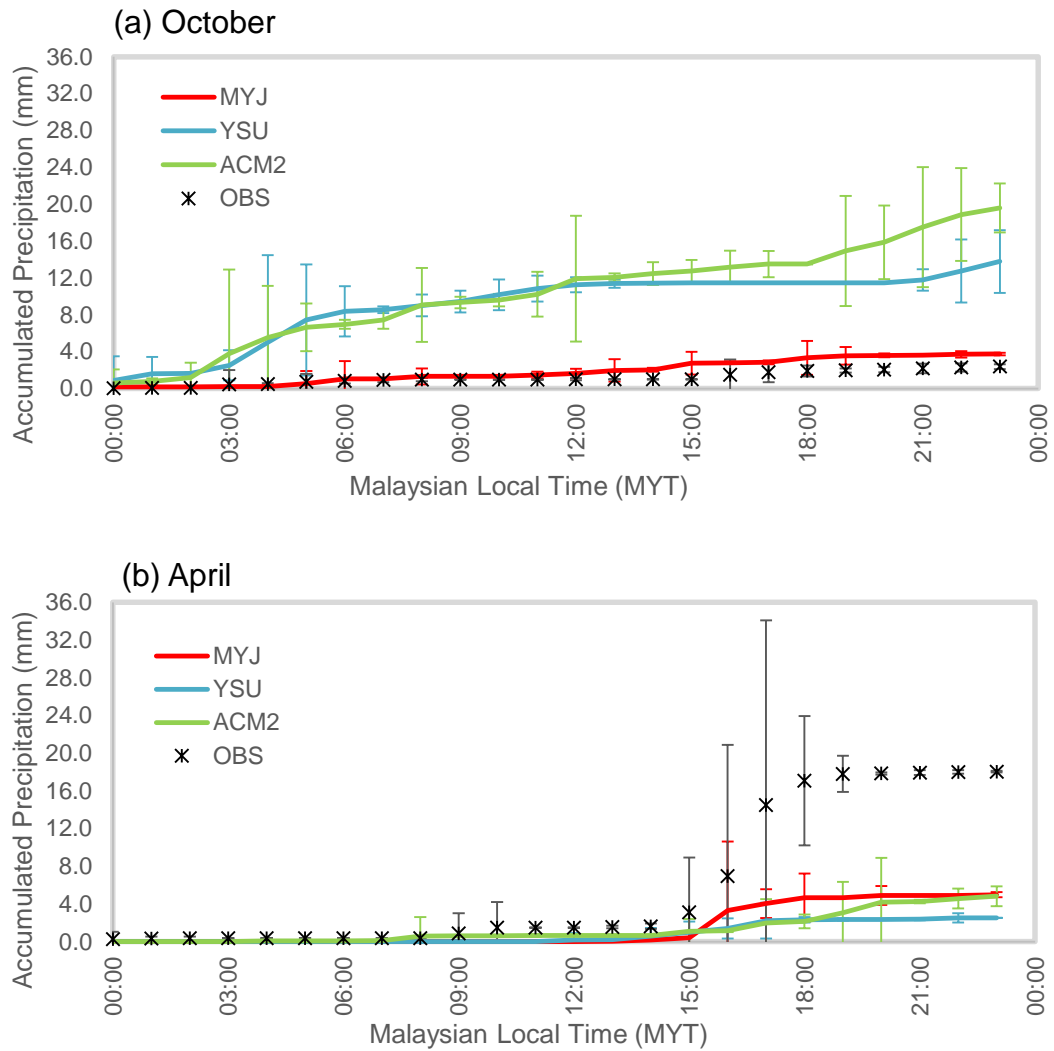 (a) October
Accumulated Precipitation (mm)
36.0
32.0
28.0
24.0
20.0
16.0
12.0
8.0
4.0
0.0
MYJ
YSU
ACM2
OBS
00:00
03:00
06:00
09:00
12:00
15:00
18:00
21:00
00:00
Malaysian Local Time (MYT)
(b) April
Accumulated Precipitation (mm)
36.0
32.0
28.0
24.0
20.0
16.0
12.0
8.0
4.0
0.0
MYJ
YSU
ACM2
OBS
00:00
03:00
06:00
09:00
12:00
15:00
18:00
21:00
00:00
Malaysian Local Time (MYT)